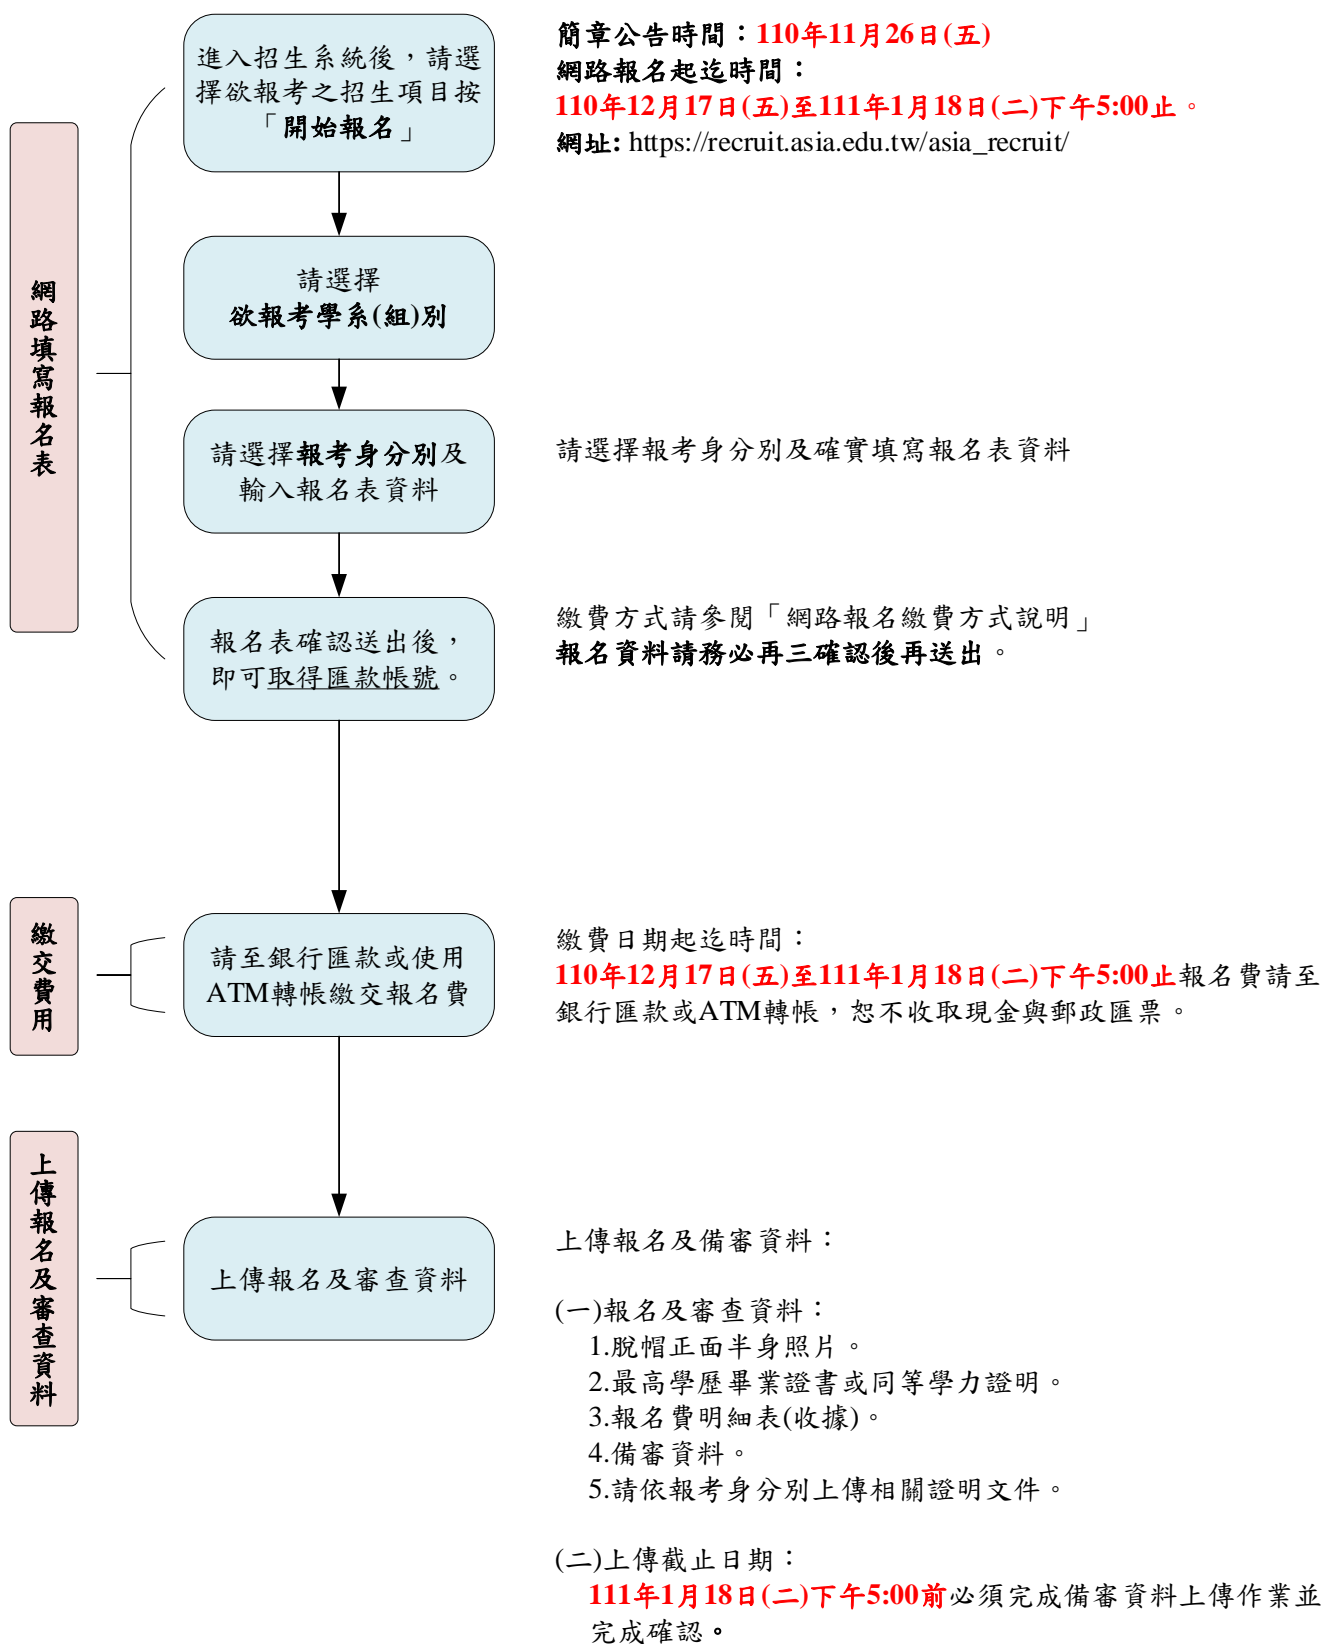 網路填寫報名表
進入招生系統後，請選
擇欲報考之招生項目按
「開始報名」
簡章公告時間：110年11月26日(五)
網路報名起迄時間：
110年12月17日(五)至111年1月18日(二)下午5:00止。
網址: https://recruit.asia.edu.tw/asia_recruit/
請選擇
欲報考學系(組)別
請選擇報考身分別及
輸入報名表資料
請選擇報考身分別及確實填寫報名表資料
報名表確認送出後，
即可取得匯款帳號。
繳費方式請參閱「網路報名繳費方式說明」
報名資料請務必再三確認後再送出。
繳交費用
請至銀行匯款或使用
ATM轉帳繳交報名費
繳費日期起迄時間：
110年12月17日(五)至111年1月18日(二)下午5:00止報名費請至
銀行匯款或ATM轉帳，恕不收取現金與郵政匯票。
上傳報名及審查資料
上傳報名及審查資料
上傳報名及備審資料：
(一)報名及審查資料：
1.脫帽正面半身照片。
2.最高學歷畢業證書或同等學力證明。
3.報名費明細表(收據)。
4.備審資料。
5.請依報考身分別上傳相關證明文件。
(二)上傳截止日期：
111年1月18日(二)下午5:00前必須完成備審資料上傳作業並
完成確認。